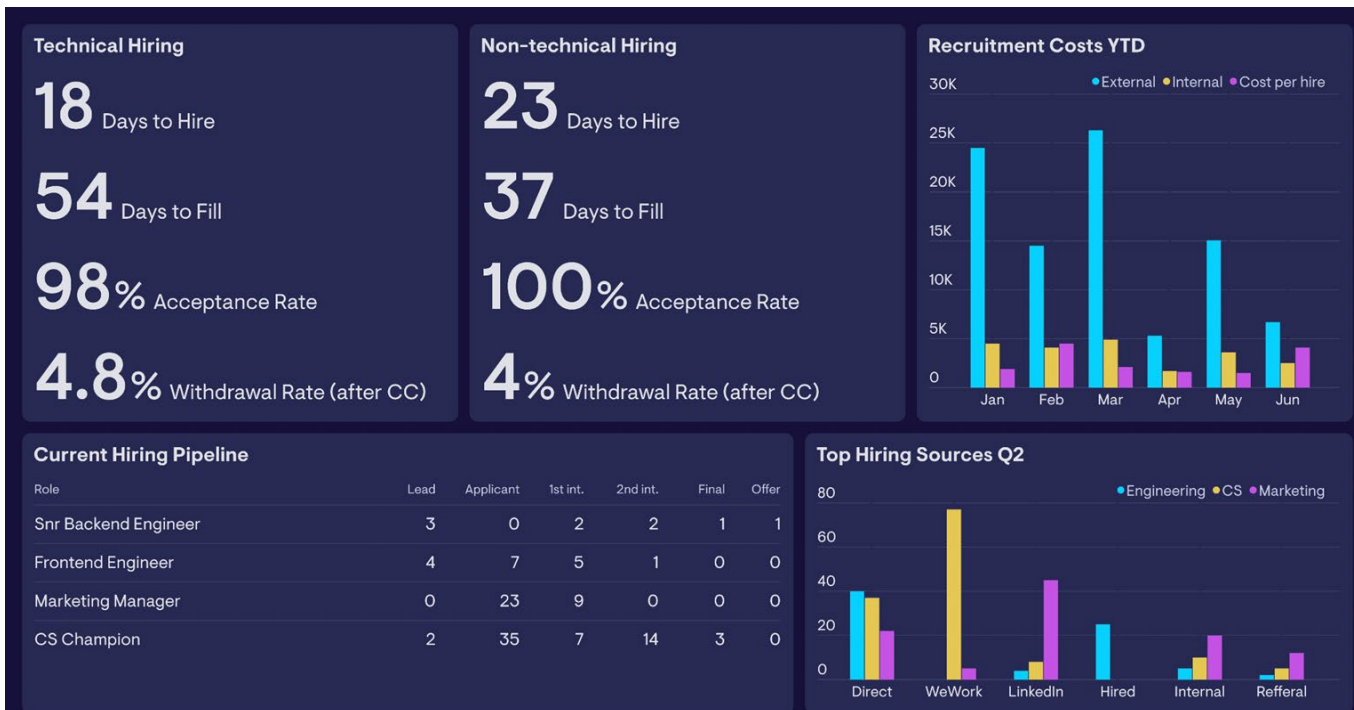 Technical Hiring
18 Days to Hire
54 Days to Fill
98% Acceptance Rate
4.8% Withdrawal Rate (after CC)
Non-technical Hiring
23 Days to Hire
37 Days to Fill
100% Acceptance Rate
4% Withdrawal Rate (after CC)
Recruitment Costs YTD
External Internal Cost per hire
30K
25K
20K
15K
10K
5K
0
Jan Feb Mar Apr May Jun
Current Hiring Pipeline
Role Lead Applicant 1st int. 2nd int. Final Offer
Snr Backend Engineer 3 0 2 2 1 1
Frontend Engineer 4 7 5 1 0 0
Marketing Manager 0 23 9 0 0 0
CS Champion 2 35 7 14 3 0
Top Hiring Sources Q2
Engineering CS Marketing
80
60
40
20
0
Direct WeWork LinkedIn Hired Internal Refferal